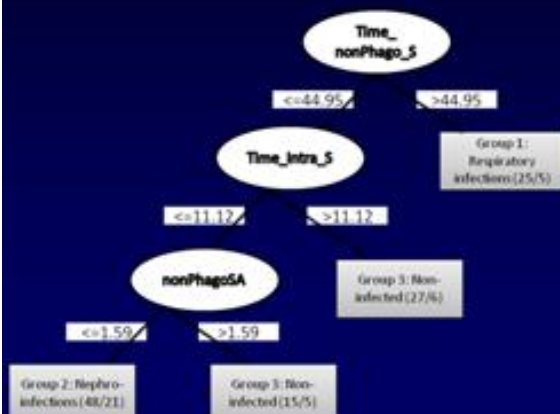 Time_
nonPhago_S
<=44.95
>44.95
Group 1:
Respiratory
infections (25/5)
Time_Intra_S
<=11.12
>11.12
Group 3: Non-
infected (27/6)
nonPhagoSA
<=1.59
>1.59
Group 2: Nephro-
infections (48/21)
Group 3: Non-
infected (15/5)